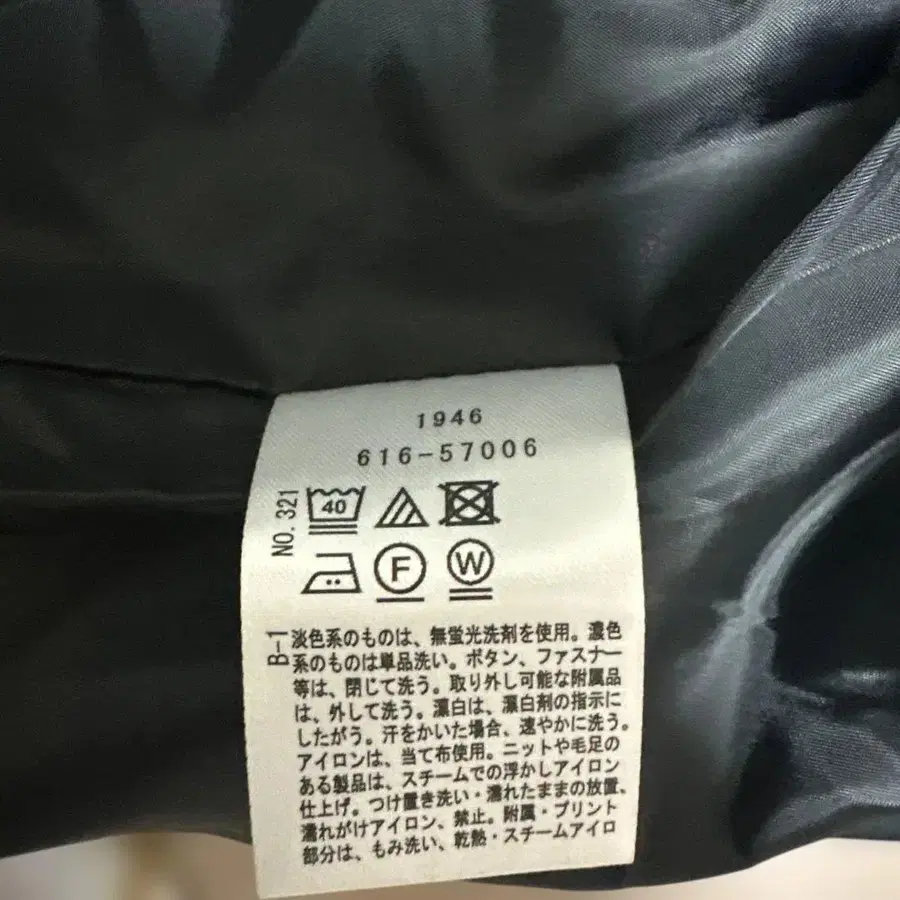 1946
616-57006
NO. 321
40
F
W
B-1
淡色系のものは、無蛍光洗剤を使用。濃色
系のものは単品洗い。ボタン、ファスナー
等は、閉じて洗う。取り外し可能な附属品
は、外して洗う。漂白は、漂白剤の指示に
したがう。汗をかいた場合、速やかに洗う。
アイロンは、当て布使用。ニットや毛足の
ある製品は、スチームでの浮かしアイロン
仕上げ。つけ置き洗い・濡れたままの放置、
濡れがけアイロン、禁止。附属・プリント
部分は、もみ洗い、乾熱・スチームアイロ